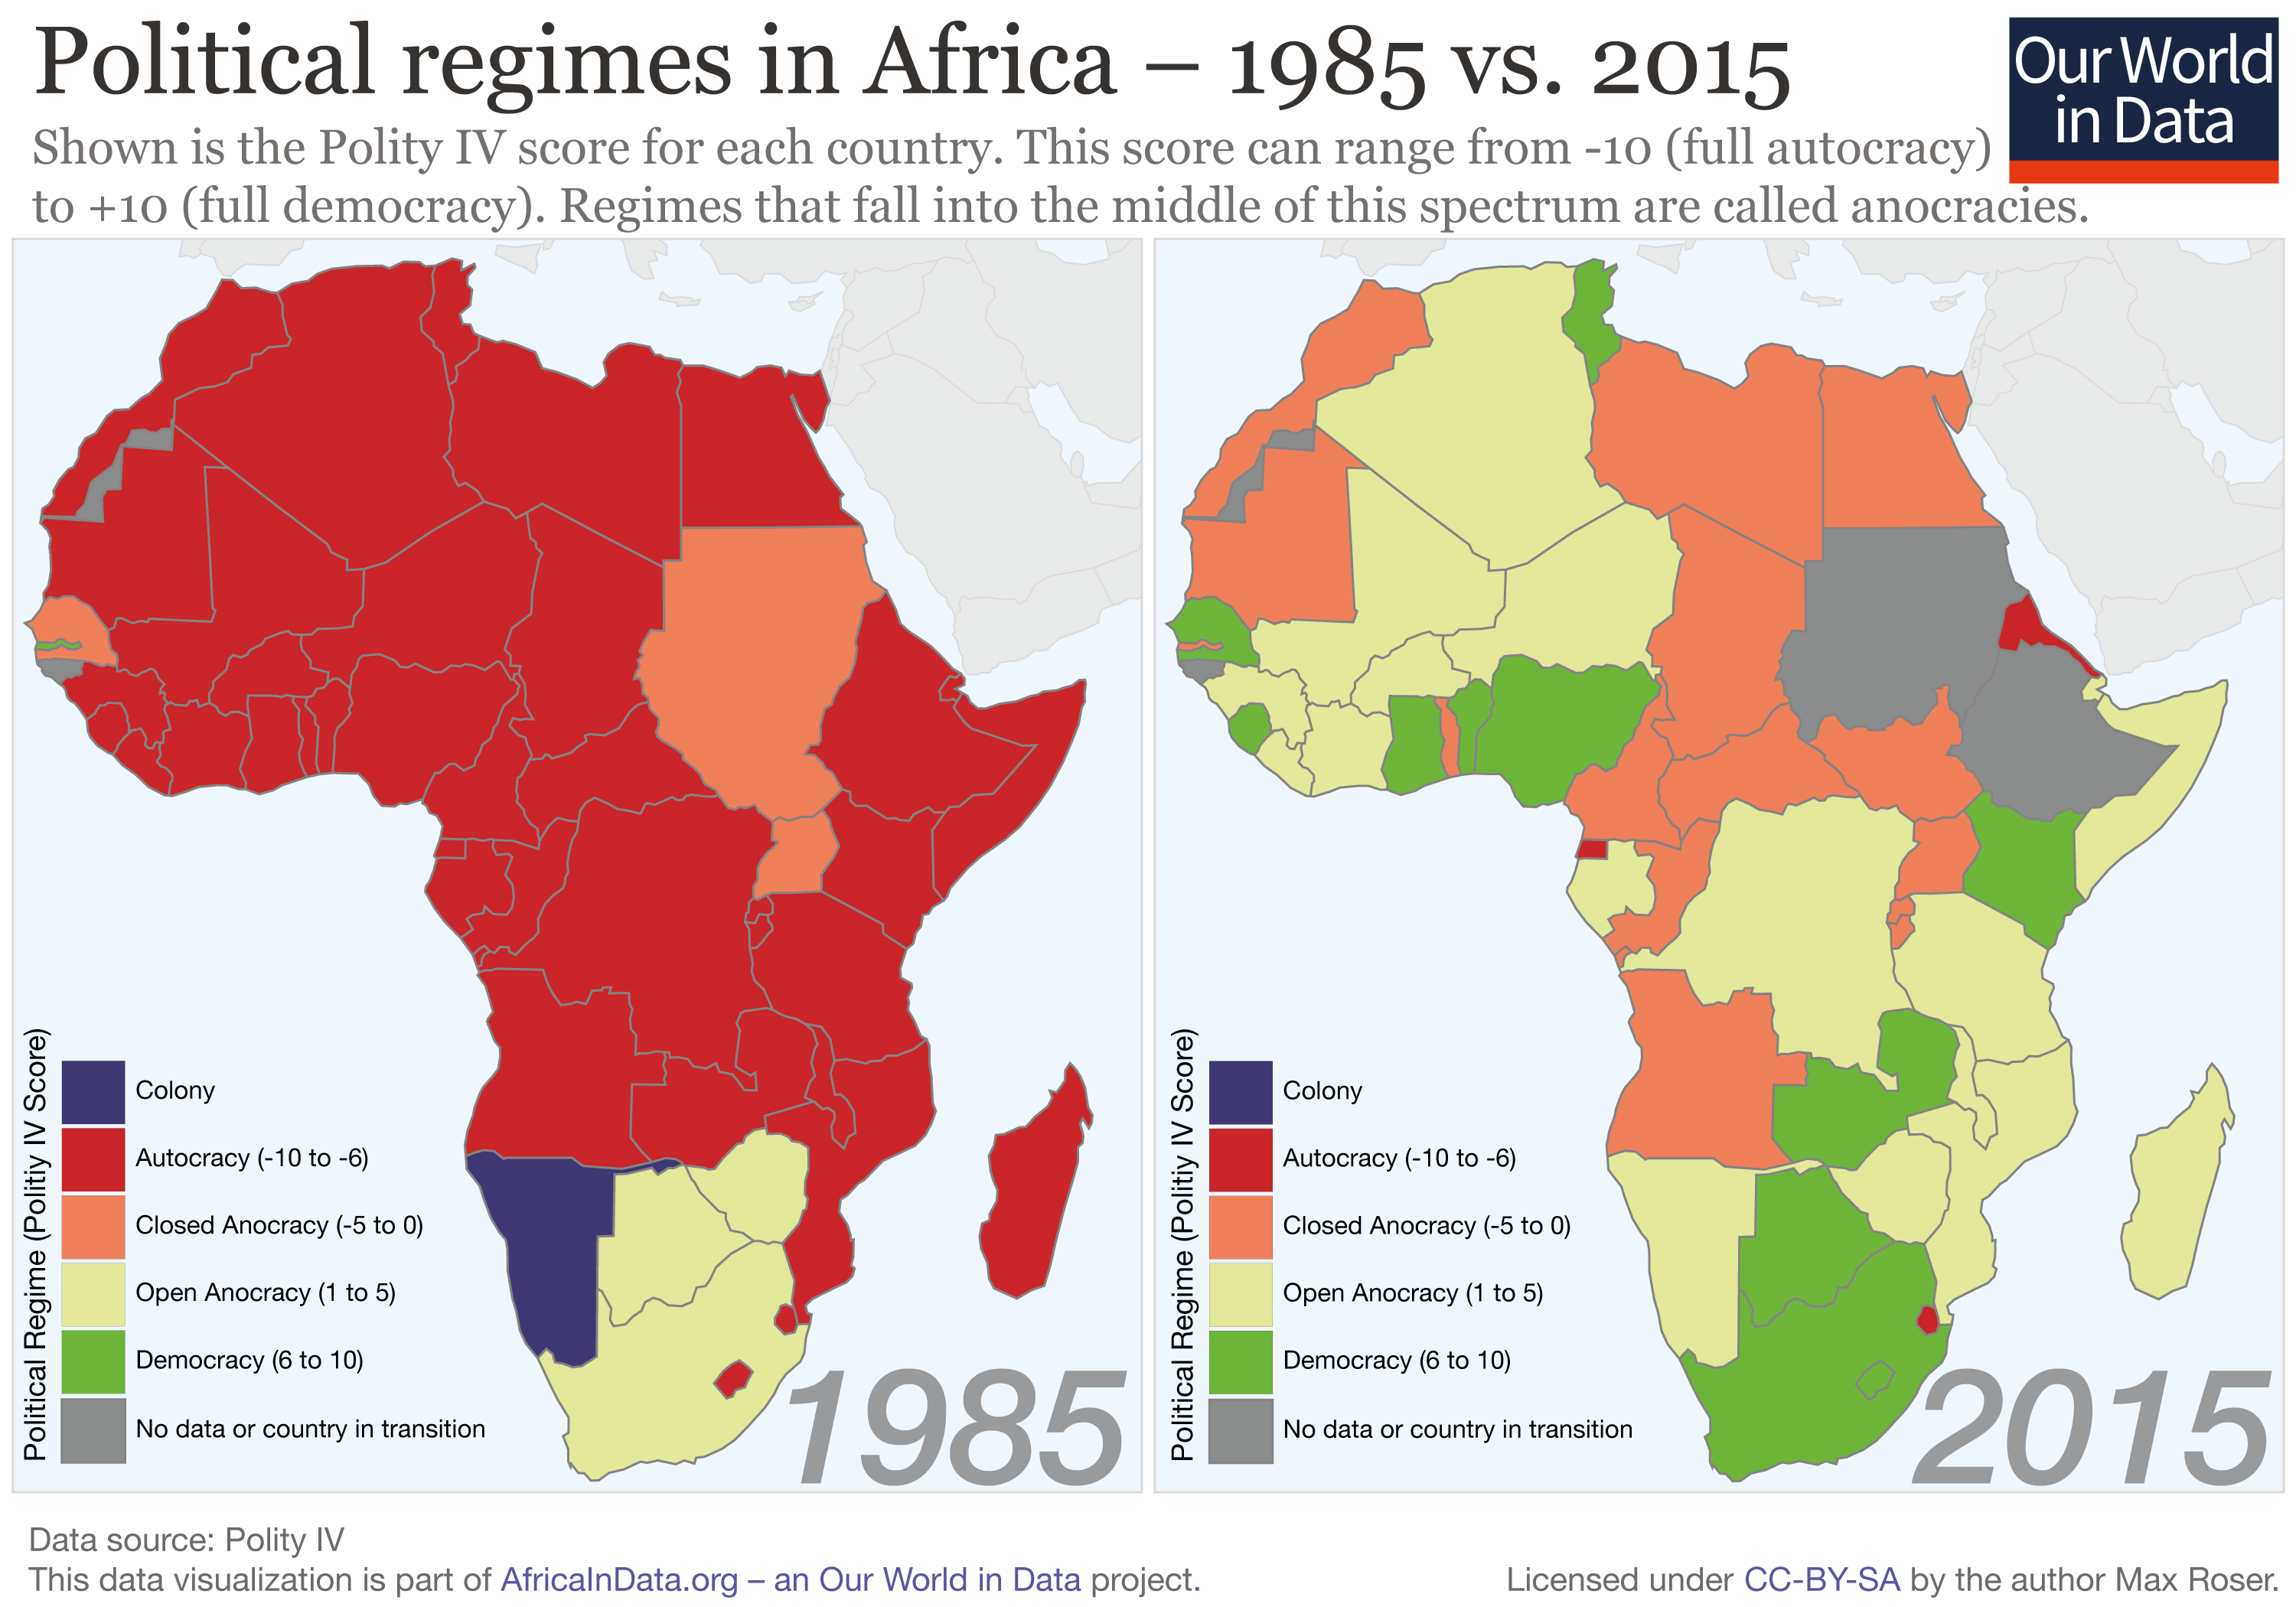 Political regimes in Africa – 1985 vs. 2015
Our World
in Data
Shown is the Polity IV score for each country. This score can range from -10 (full autocracy)
to +10 (full democracy). Regimes that fall into the middle of this spectrum are called anocracies.
Political Regime (Politiy IV Score)
Colony
Autocracy (-10 to -6)
Closed Anocracy (-5 to 0)
Open Anocracy (1 to 5)
Democracy (6 to 10)
No data or country in transition
1985
Political Regime (Politiy IV Score)
Colony
Autocracy (-10 to -6)
Closed Anocracy (-5 to 0)
Open Anocracy (1 to 5)
Democracy (6 to 10)
No data or country in transition
2015
Data source: Polity IV
This data visualization is part of AfricaInData.org – an Our World in Data project.
Licensed under CC-BY-SA by the author Max Roser.